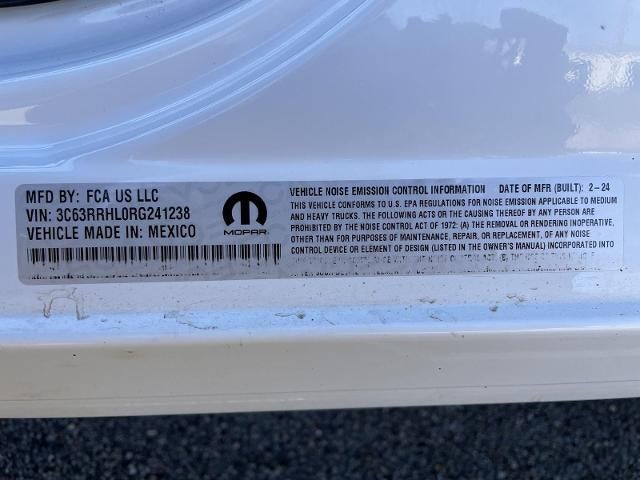 MFD BY: FCA US LLC
VIN: 3C63RRHL0RG241238
VEHICLE MADE IN: MEXICO
MOPAR
VEHICLE NOISE EMISSION CONTROL INFORMATION DATE OF MFR (BUILT): 2-24
THIS VEHICLE CONFORMS TO U.S. EPA REGULATIONS FOR NOISE EMISSION APPLICABLE TO MEDIUM
AND HEAVY TRUCKS. THE FOLLOWING ACTS OR THE CAUSING THEREOF BY ANY PERSON ARE
PROHIBITED BY THE NOISE CONTROL ACT OF 1972: (A) THE REMOVAL OR RENDERING INOPERATIVE,
OTHER THAN FOR PURPOSES OF MAINTENANCE, REPAIR, OR REPLACEMENT, OF ANY NOISE
CONTROL DEVICE OR ELEMENT OF DESIGN (LISTED IN THE OWNER'S MANUAL) INCORPORATED INTO